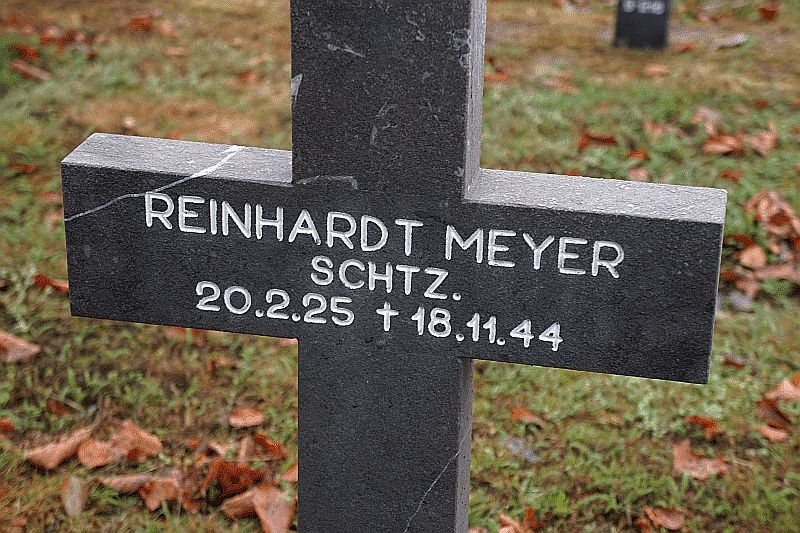 REINHARDT MEYER
SCHTZ.
20.2.25 † 18.11.44